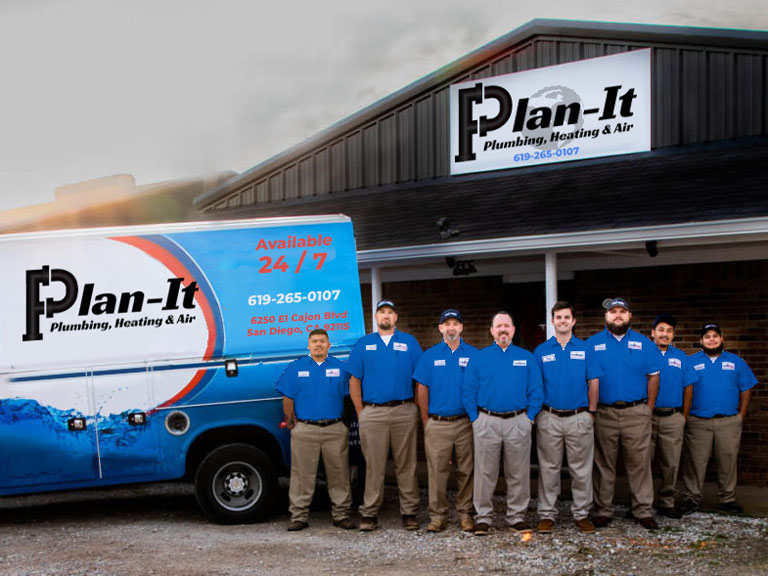 Plan-It
Plumbing, Heating & Air
619-265-0107
Available
24 / 7
Plan-It
Plumbing, Heating & Air
619-265-0107
6250 El Cajon Blvd
San Diego, CA 92115